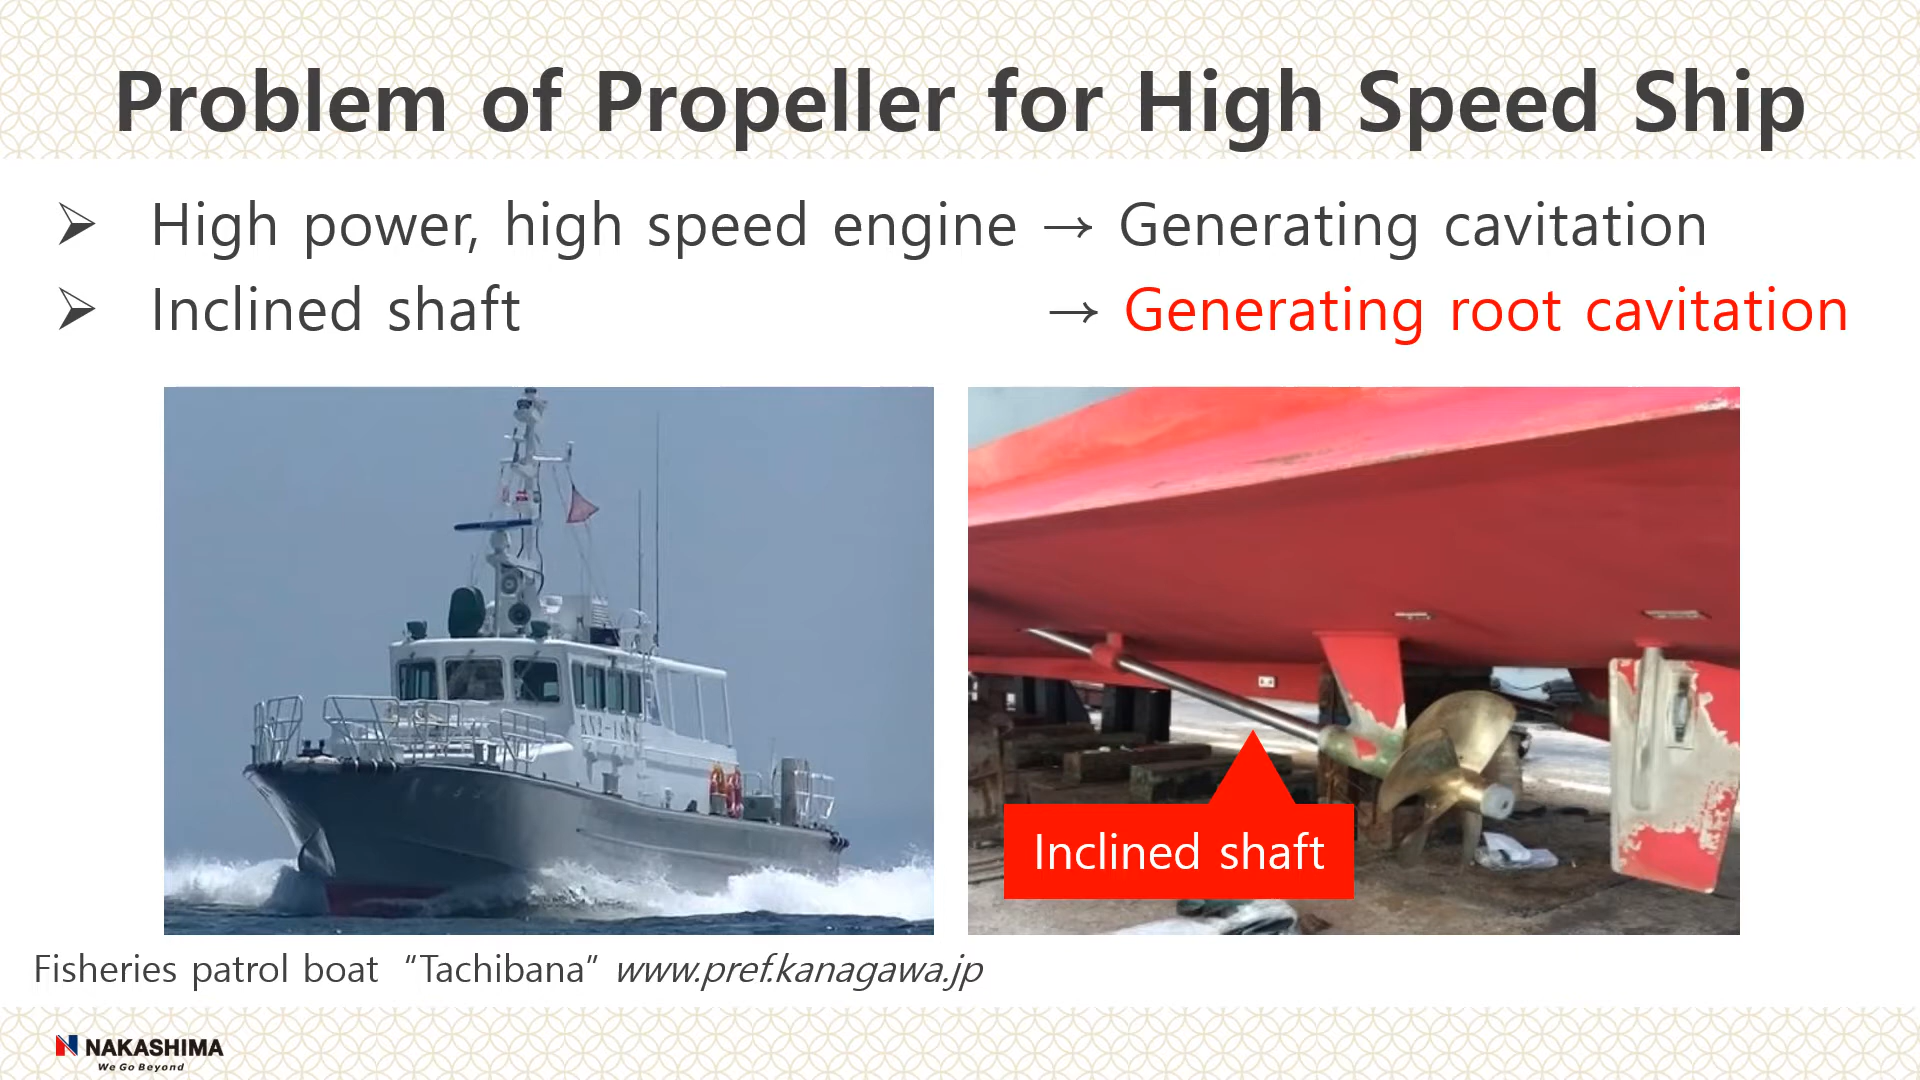 Problem of Propeller for High Speed Ship
➢ High power, high speed engine → Generating cavitation
➢ Inclined shaft → Generating root cavitation
Inclined shaft
Fisheries patrol boat “Tachibana” www.pref.kanagawa.jp
NAKASHIMA
We Go Beyond